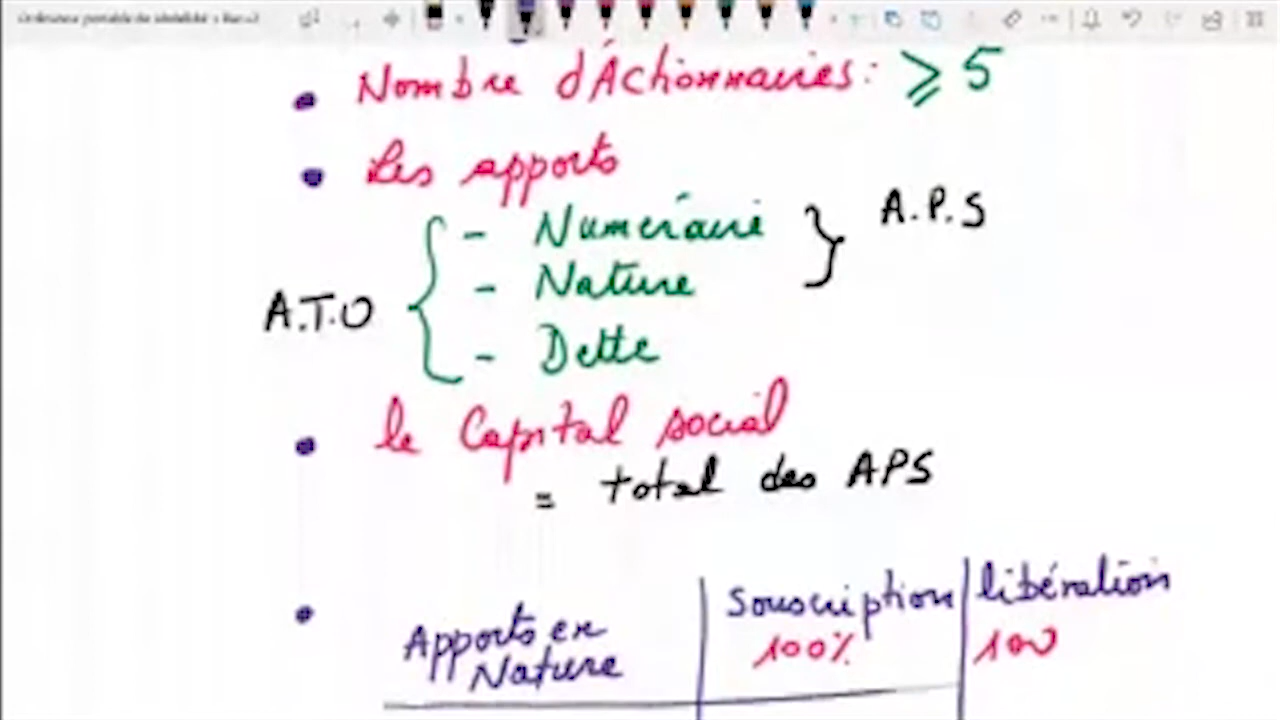 Nombre d'Actionnaires : ≥ 5
Les apports
- Numéraire
A.P.S
- Nature
A.T.O
- Dette
le Capital social
= total des APS
Apports en Nature
souscription 100%
libération 100